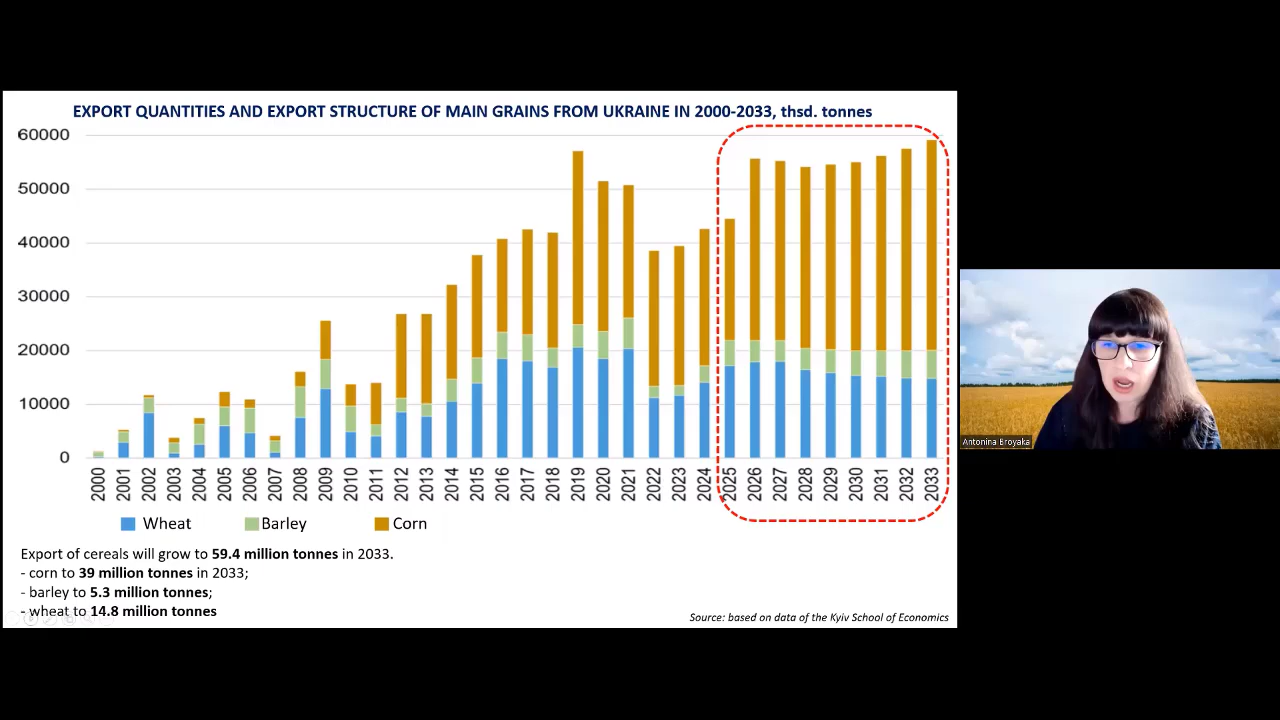 EXPORT QUANTITIES AND EXPORT STRUCTURE OF MAIN GRAINS FROM UKRAINE IN 2000-2033, thsd. tonnes
60000
50000
40000
30000
20000
10000
0
2000 2001 2002 2003 2004 2005 2006 2007 2008 2009 2010 2011 2012 2013 2014 2015 2016 2017 2018 2019 2020 2021 2022 2023 2024 2025 2026 2027 2028 2029 2030 2031 2032 2033
Wheat Barley Corn
Export of cereals will grow to 59.4 million tonnes in 2033.
- corn to 39 million tonnes in 2033;
- barley to 5.3 million tonnes;
- wheat to 14.8 million tonnes
Source: based on data of the Kyiv School of Economics
Antonina Broyaka